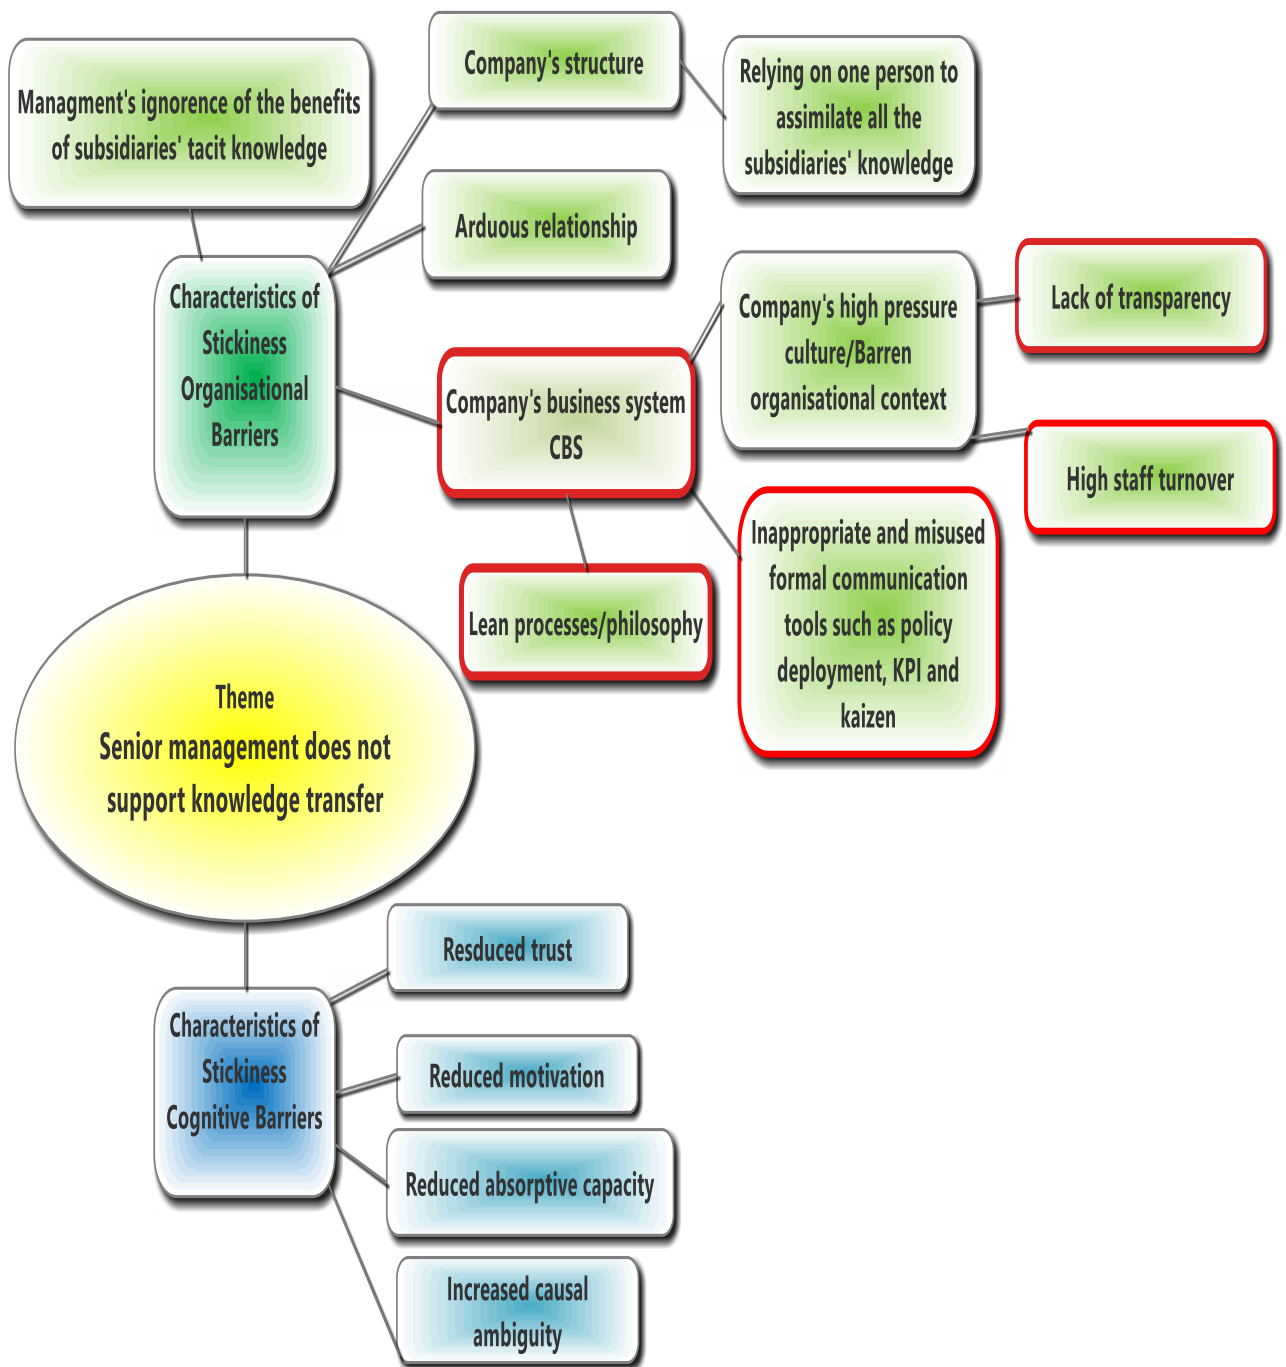 Managment's ignorence of the benefits
of subsidiaries' tacit knowledge
Company's structure
Relying on one person to
assimilate all the
subsidiaries' knowledge
Arduous relationship
Characteristics of
Stickiness
Organisational
Barriers
Company's business system
CBS
Company's high pressure
culture/Barren
organisational context
Lack of transparency
High staff turnover
Inappropriate and misused
formal communication
tools such as policy
deployment, KPI and
kaizen
Lean processes/philosophy
Theme
Senior management does not
support knowledge transfer
Characteristics of
Stickiness
Cognitive Barriers
Resduced trust
Reduced motivation
Reduced absorptive capacity
Increased causal
ambiguity